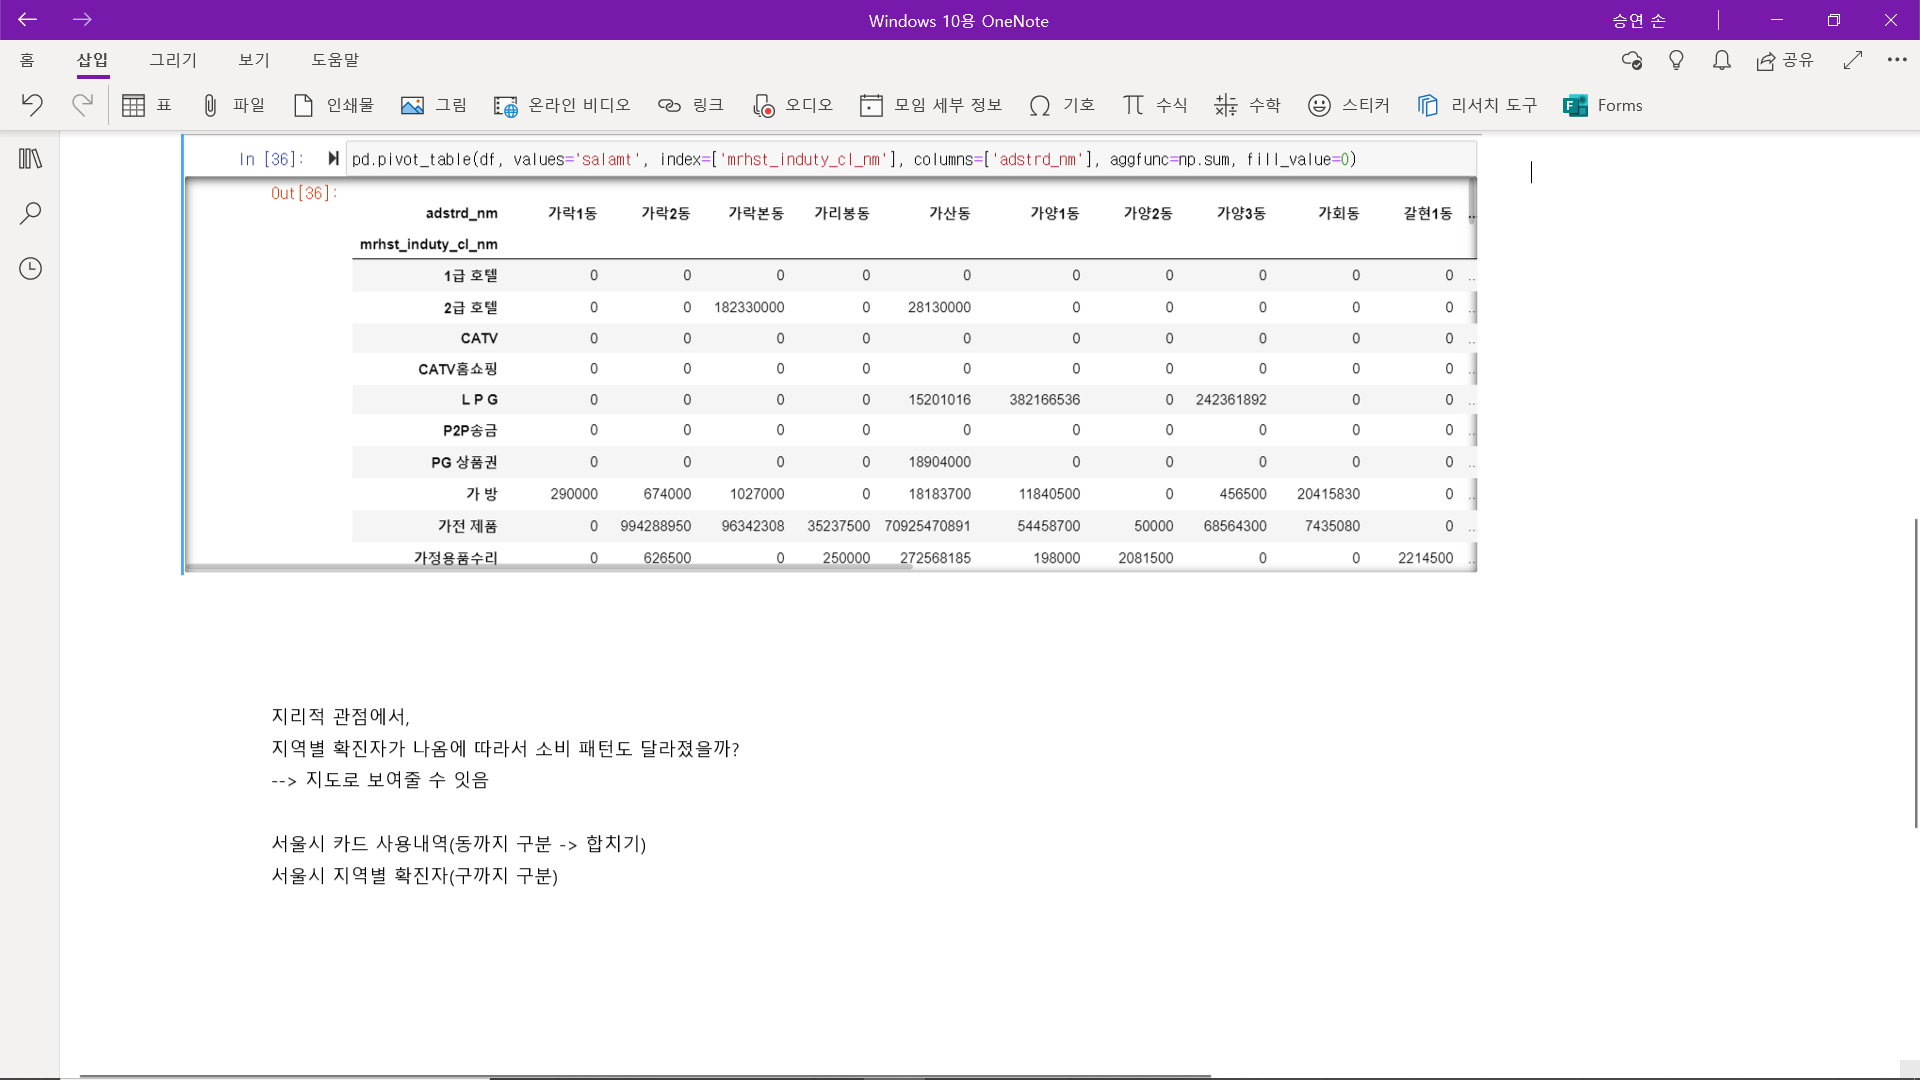 Windows 10용 OneNote
승연 손
홈 삽입 그리기 보기 도움말 공유
표 파일 인쇄물 그림 온라인 비디오 링크 오디오 모임 세부 정보 기호 수식 수학 스티커 리서치 도구 Forms
In [36]: pd.pivot_table(df, values='salamt', index=['mrhst_induty_cl_nm'], columns=['adstrd_nm'], aggfunc=np.sum, fill_value=0)
Out[36]:
adstrd_nm 가락1동 가락2동 가락본동 가리봉동 가산동 가양1동 가양2동 가양3동 가회동 갈현1동 ...
mrhst_induty_cl_nm
1급 호텔 0 0 0 0 0 0 0 0 0 0 ...
2급 호텔 0 0 182330000 0 28130000 0 0 0 0 0 ...
CATV 0 0 0 0 0 0 0 0 0 0 ...
CATV홈쇼핑 0 0 0 0 0 0 0 0 0 0 ...
L P G 0 0 0 0 15201016 382166536 0 242361892 0 0 ...
P2P송금 0 0 0 0 0 0 0 0 0 0 ...
PG 상품권 0 0 0 0 18904000 0 0 0 0 0 ...
가 방 290000 674000 1027000 0 18183700 11840500 0 456500 20415830 0 ...
가전 제품 0 994288950 96342308 35237500 70925470891 54458700 50000 68564300 7435080 0 ...
가정용품수리 0 626500 0 250000 272568185 198000 2081500 0 0 2214500 ...
지리적 관점에서,
지역별 확진자가 나옴에 따라서 소비 패턴도 달라졌을까?
--> 지도로 보여줄 수 잇음
서울시 카드 사용내역(동까지 구분 -> 합치기)
서울시 지역별 확진자(구까지 구분)